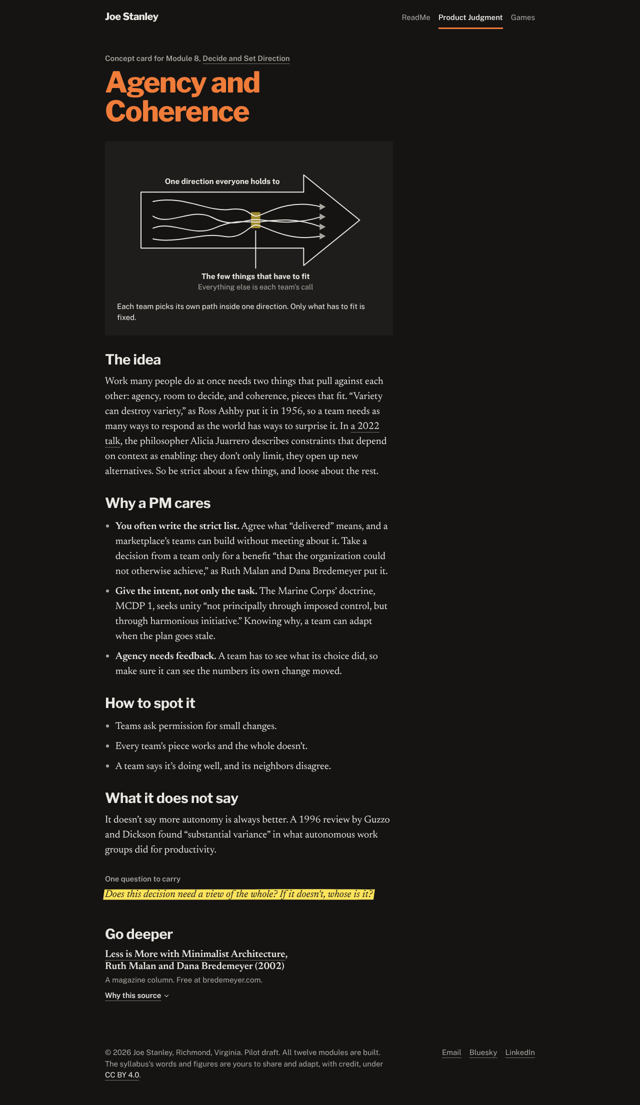 Joe Stanley
ReadMe Product Judgment Games
Concept card for Module 8, Decide and Set Direction
Agency and
Coherence
One direction everyone holds to
The few things that have to fit
Everything else is each team's call
Each team picks its own path inside one direction. Only what has to fit is
fixed.
The idea
Work many people do at once needs two things that pull against each
other: agency, room to decide, and coherence, pieces that fit. “Variety
can destroy variety,” as Ross Ashby put it in 1956, so a team needs as
many ways to respond as the world has ways to surprise it. In a 2022
talk, the philosopher Alicia Juarrero describes constraints that depend
on context as enabling: they don’t only limit, they open up new
alternatives. So be strict about a few things, and loose about the rest.
Why a PM cares
• You often write the strict list. Agree what “delivered” means, and a
marketplace’s teams can build without meeting about it. Take a
decision from a team only for a benefit “that the organization could
not otherwise achieve,” as Ruth Malan and Dana Bredemeyer put it.
• Give the intent, not only the task. The Marine Corps’ doctrine,
MCDP 1, seeks unity “not principally through imposed control, but
through harmonious initiative.” Knowing why, a team can adapt
when the plan goes stale.
• Agency needs feedback. A team has to see what its choice did, so
make sure it can see the numbers its own change moved.
How to spot it
• Teams ask permission for small changes.
• Every team’s piece works and the whole doesn’t.
• A team says it’s doing well, and its neighbors disagree.
What it does not say
It doesn’t say more autonomy is always better. A 1996 review by Guzzo
and Dickson found “substantial variance” in what autonomous work
groups did for productivity.
One question to carry
Does this decision need a view of the whole? If it doesn’t, whose is it?
Go deeper
Less is More with Minimalist Architecture,
Ruth Malan and Dana Bredemeyer (2002)
A magazine column. Free at bredemeyer.com.
Why this source
© 2026 Joe Stanley, Richmond, Virginia. Pilot draft. All twelve modules are built.
The syllabus’s words and figures are yours to share and adapt, with credit, under
CC BY 4.0.
Email Bluesky LinkedIn